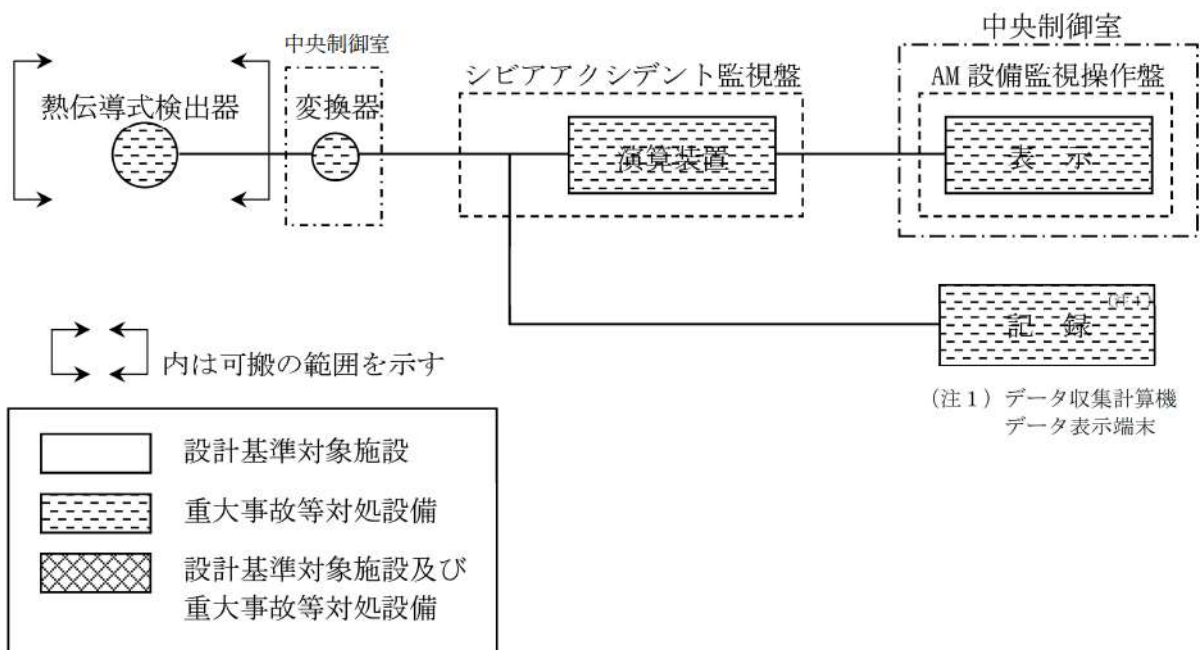 中央制御室
中央制御室
シビアアクシデント監視盤
AM 設備監視操作盤
熱伝導式検出器
変換器
演算装置
表 示
記 録
内は可搬の範囲を示す
(注1) データ収集計算機
データ表示端末
設計基準対象施設
重大事故等対処設備
設計基準対象施設及び
重大事故等対処設備